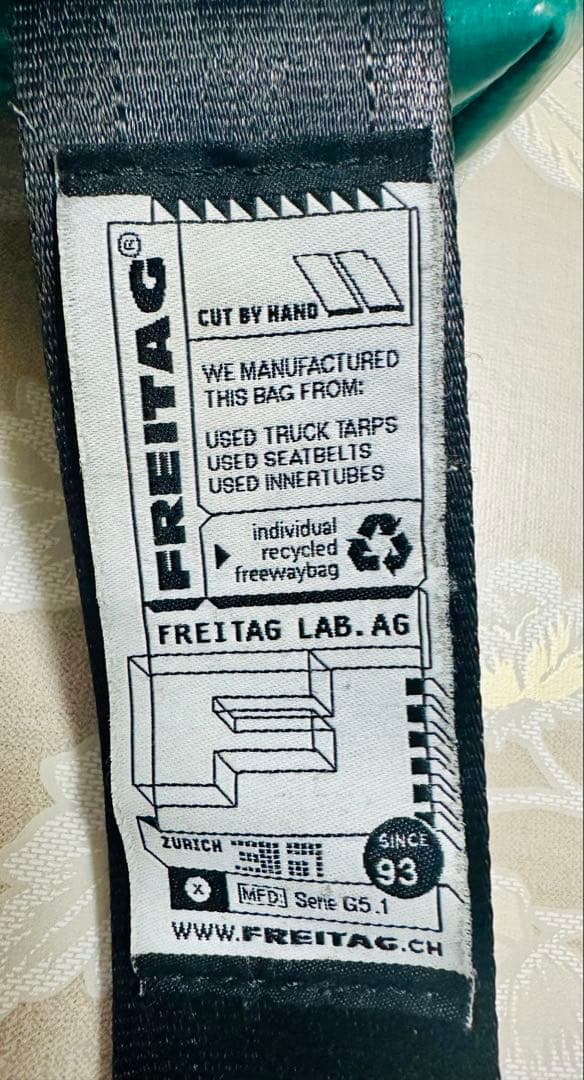 FREITAG®
CUT BY HAND
WE MANUFACTURED
THIS BAG FROM:
USED TRUCK TARPS
USED SEATBELTS
USED INNERTUBES
individual
recycled
freewaybag
FREITAG LAB. AG
ZURICH
SINCE
93
X
MFD: Serie G5.1
WWW.FREITAG.CH